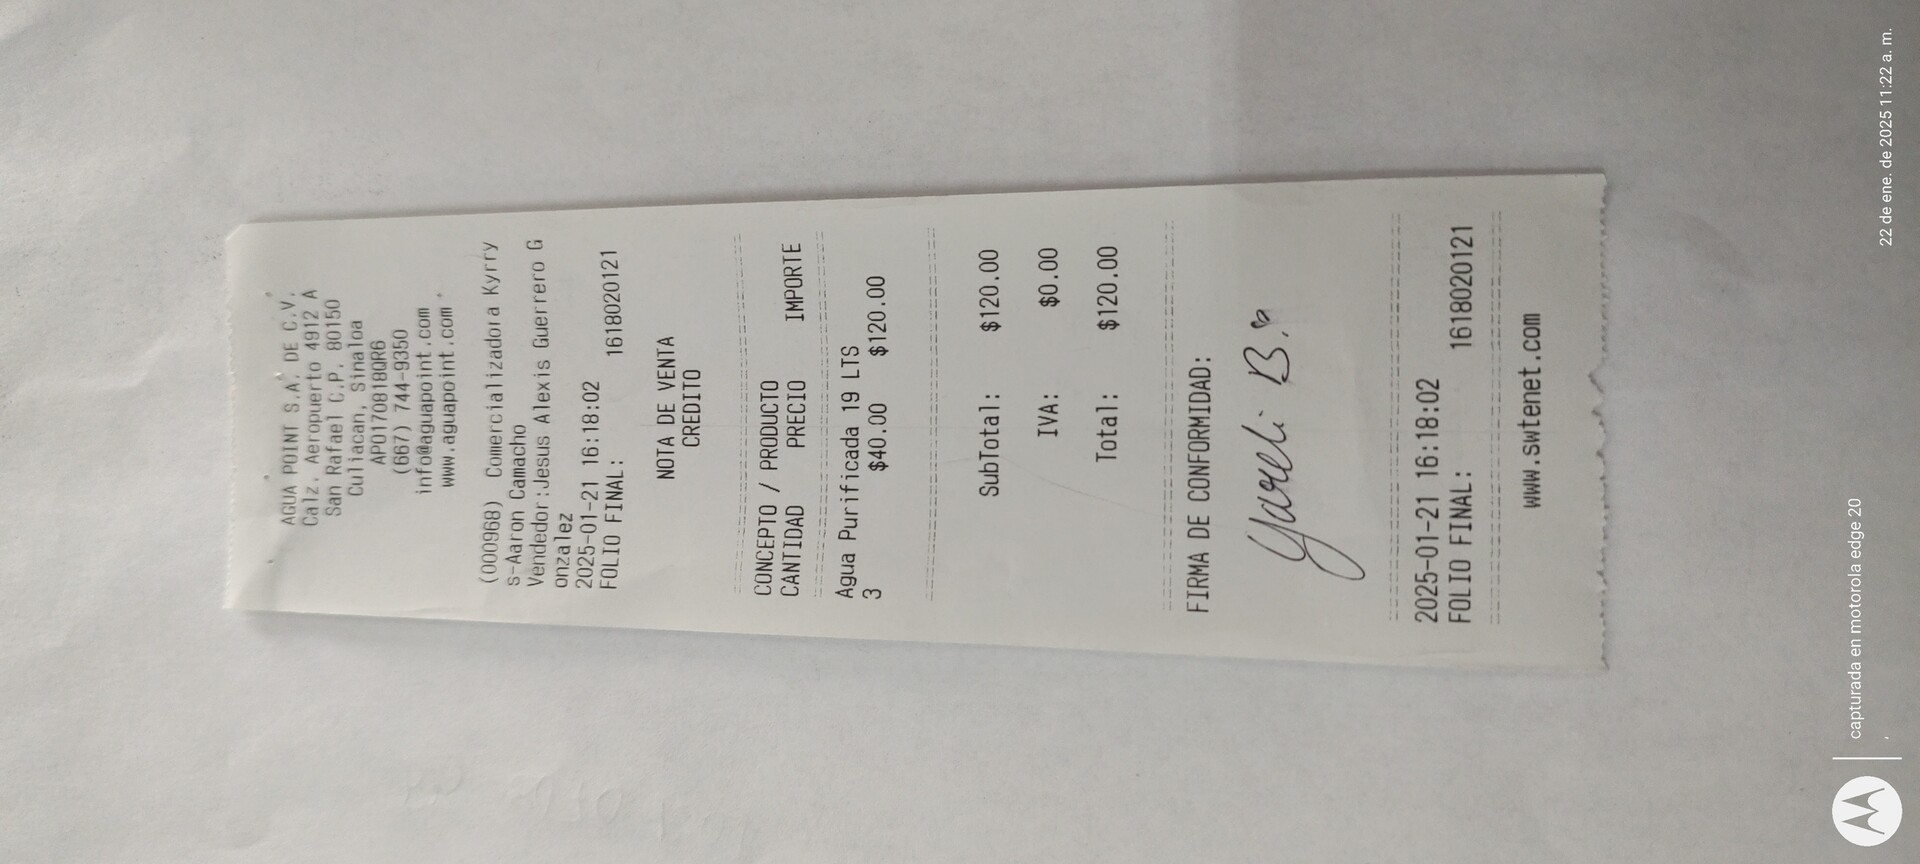 AGUA POINT S.A. DE C.V.
Calz. Aeropuerto 4912 A
San Rafael C.P. 80150
Culiacan, Sinaloa
APO170818QR6
(667) 744-9350
info@aguapoint.com
www.aguapoint.com
(000968) Comercializadora Kyrry
s-Aaron Camacho
Vendedor:Jesus Alexis Guerrero G
onzalez
2025-01-21 16:18:02
FOLIO FINAL: 1618020121
NOTA DE VENTA
CREDITO
CONCEPTO / PRODUCTO
CANTIDAD PRECIO IMPORTE
Agua Purificada 19 LTS
3 $40.00 $120.00
SubTotal: $120.00
IVA: $0.00
Total: $120.00
FIRMA DE CONFORMIDAD:
Yareli B.
2025-01-21 16:18:02
FOLIO FINAL: 1618020121
www.swtenet.com
capturada en motorola edge 20
22 de ene. de 2025 11:22 a. m.